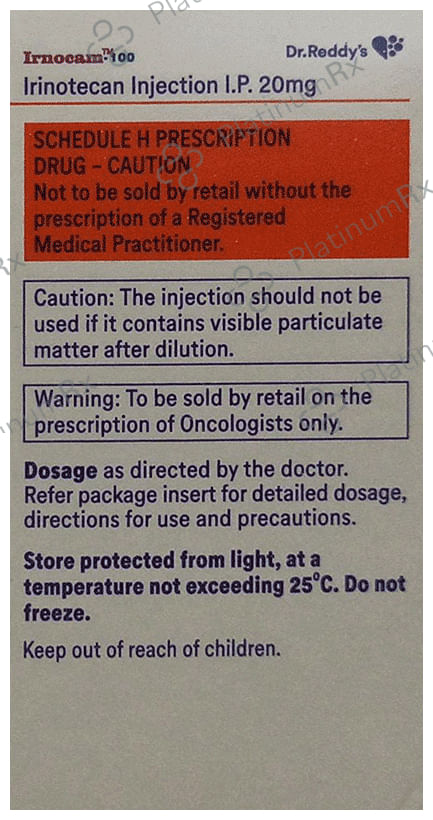 Irnocam™-100
Dr.Reddy's
Irinotecan Injection I.P. 20mg
SCHEDULE H PRESCRIPTION
DRUG – CAUTION
Not to be sold by retail without the
prescription of a Registered
Medical Practitioner.
Caution: The injection should not be
used if it contains visible particulate
matter after dilution.
Warning: To be sold by retail on the
prescription of Oncologists only.
Dosage as directed by the doctor.
Refer package insert for detailed dosage,
directions for use and precautions.
Store protected from light, at a
temperature not exceeding 25°C. Do not
freeze.
Keep out of reach of children.
PlatinumRx
PlatinumRx